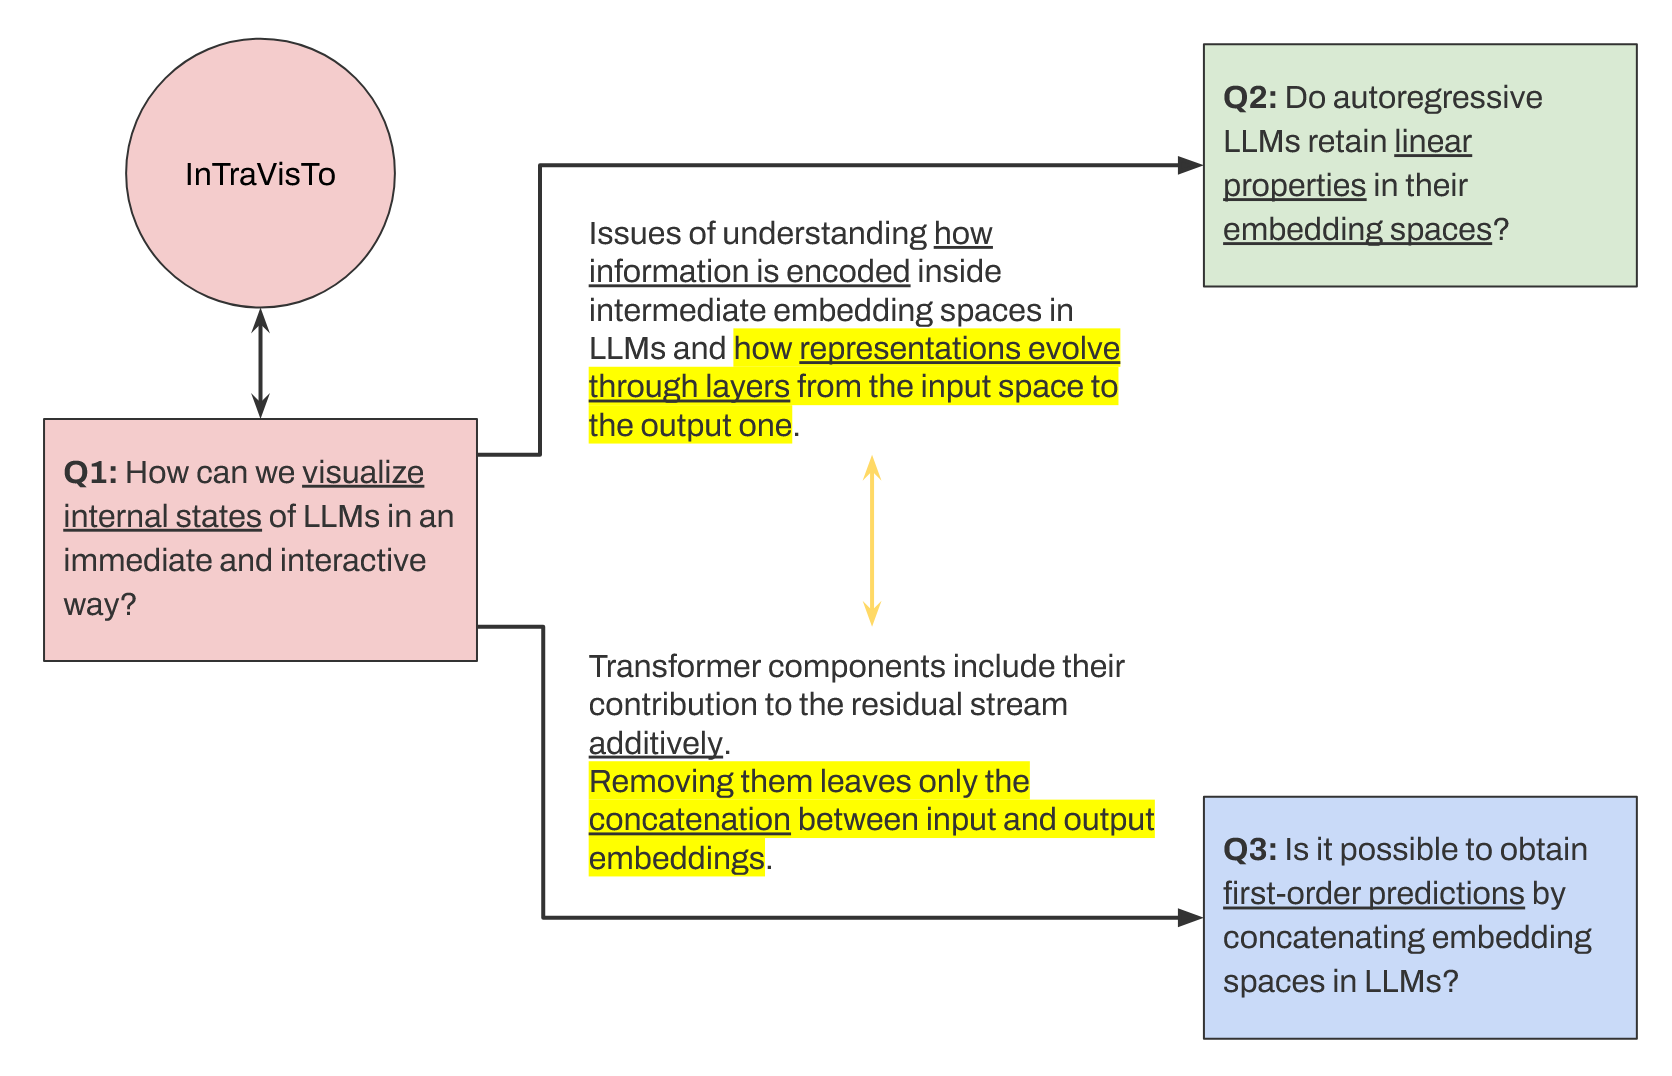 InTraVisTo
Q1: How can we visualize
internal states of LLMs in an
immediate and interactive
way?
Issues of understanding how
information is encoded inside
intermediate embedding spaces in
LLMs and how representations evolve
through layers from the input space to
the output one.
Transformer components include their
contribution to the residual stream
additively.
Removing them leaves only the
concatenation between input and output
embeddings.
Q2: Do autoregressive
LLMs retain linear
properties in their
embedding spaces?
Q3: Is it possible to obtain
first-order predictions by
concatenating embedding
spaces in LLMs?